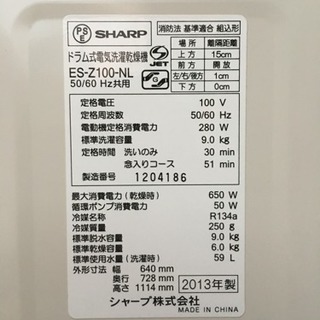 PS E SHARP
消防法 基準適合 組込形
ドラム式電気洗濯乾燥機
ES-Z100-NL
50/60 Hz共用
S JET
場所 離隔距離
上方 15cm
前方 開放
左/右/後方 1cm
下方 0cm
定格電圧 100 V
定格周波数 50/60 Hz
電動機定格消費電力 280 W
標準洗濯容量 9.0 kg
定格時間 洗いのみ 30 min
念入りコース 51 min
製造番号 1204186
最大消費電力(乾燥時) 650 W
循環ポンプ消費電力 50 W
冷媒名称 R134a
冷媒質量 250 g
標準脱水容量 9.0 kg
標準乾燥容量 6.0 kg
標準使用水量(洗濯時) 59 L
外形寸法 幅 640 mm
奥行 728 mm
高さ 1114 mm
2013年製
シャープ株式会社
MADE IN CHINA